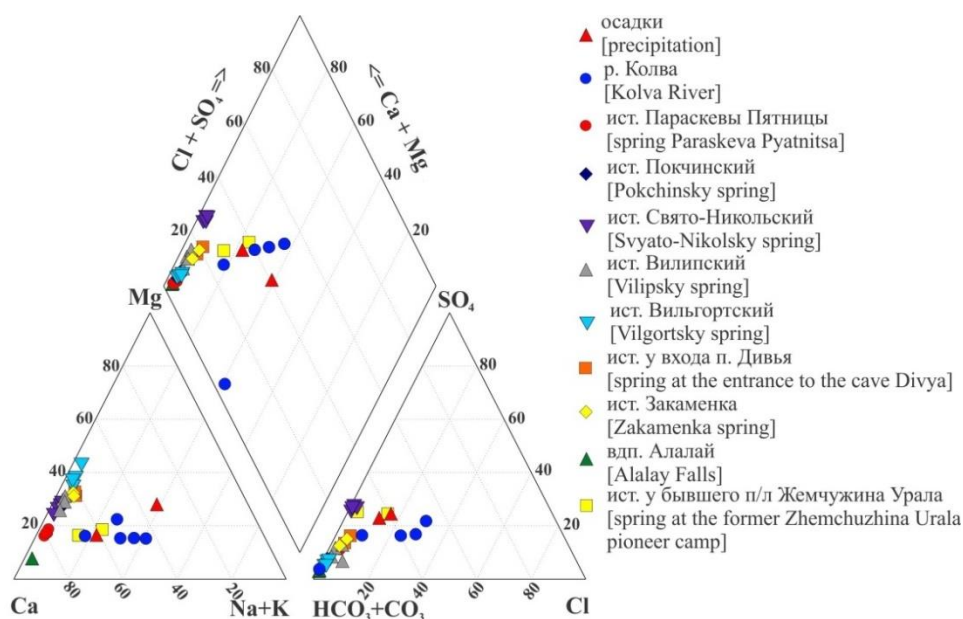 80
80
60
60
40
40
20
20
Cl + SO₄ =>
<= Ca + Mg
Mg
SO₄
80
80
60
60
40
40
20
20
80
60
40
20
20
40
60
80
Ca
Na+K
HCO₃+CO₃
Cl
осадки
[precipitation]
р. Колва
[Kolva River]
ист. Параскевы Пятницы
[spring Paraskeva Pyatnitsa]
ист. Покчинский
[Pokchinsky spring]
ист. Свято-Никольский
[Svyato-Nikolsky spring]
ист. Вилипский
[Vilipsky spring]
ист. Вильгортский
[Vilgortsky spring]
ист. у входа п. Дивья
[spring at the entrance to the cave Divya]
ист. Закаменка
[Zakamenka spring]
вдп. Алалай
[Alalay Falls]
ист. у бывшего п/л Жемчужина Урала
[spring at the former Zhemchuzhina Urala
pioneer camp]